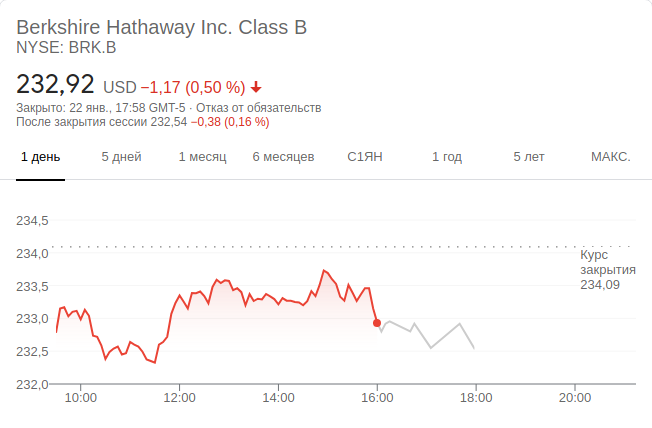 Berkshire Hathaway Inc. Class B
NYSE: BRK.B
232,92 USD −1,17 (0,50 %)
Закрыто: 22 янв., 17:58 GMT-5 · Отказ от обязательств
После закрытия сессии 232,54 −0,38 (0,16 %)
1 день 5 дней 1 месяц 6 месяцев С1ЯН 1 год 5 лет МАКС.
234,5
234,0
233,5
233,0
232,5
232,0
Курс
закрытия
234,09
10:00 12:00 14:00 16:00 18:00 20:00